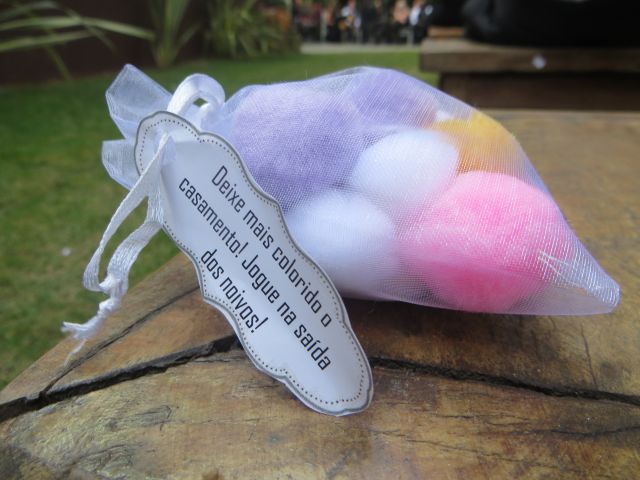 Deixe mais colorido o
casamento! Jogue na saída
dos noivos!